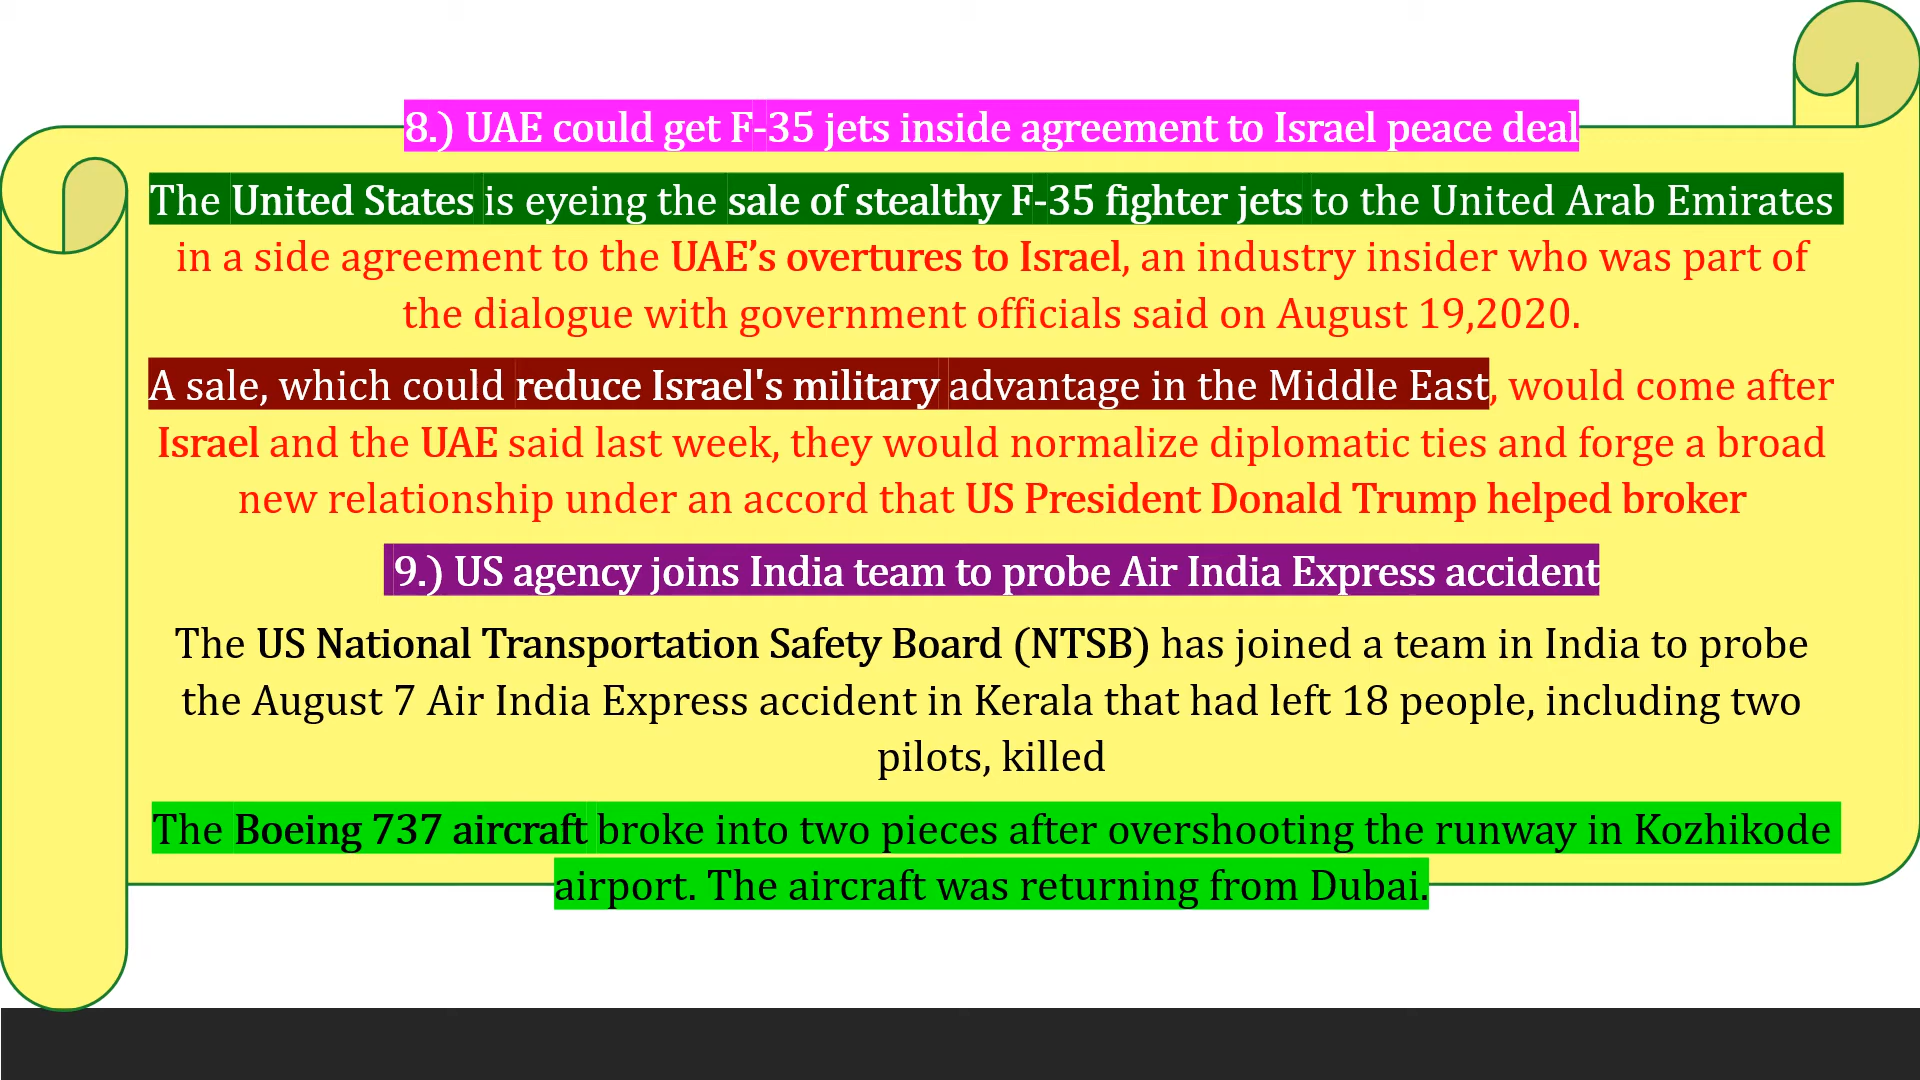 8.) UAE could get F-35 jets inside agreement to Israel peace deal
The United States is eyeing the sale of stealthy F-35 fighter jets to the United Arab Emirates
in a side agreement to the UAE’s overtures to Israel, an industry insider who was part of
the dialogue with government officials said on August 19,2020.
A sale, which could reduce Israel's military advantage in the Middle East, would come after
Israel and the UAE said last week, they would normalize diplomatic ties and forge a broad
new relationship under an accord that US President Donald Trump helped broker
9.) US agency joins India team to probe Air India Express accident
The US National Transportation Safety Board (NTSB) has joined a team in India to probe
the August 7 Air India Express accident in Kerala that had left 18 people, including two
pilots, killed
The Boeing 737 aircraft broke into two pieces after overshooting the runway in Kozhikode
airport. The aircraft was returning from Dubai.